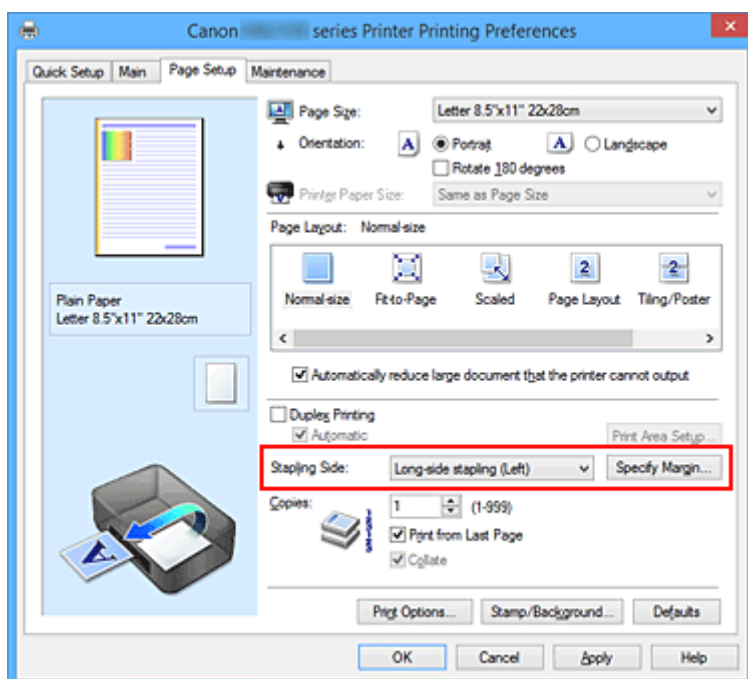 Canon series Printer Printing Preferences
Quick Setup Main Page Setup Maintenance
Page Size: Letter 8.5"x11" 22x28cm
Orientation: A Portrait A Landscape
Rotate 180 degrees
Printer Paper Size: Same as Page Size
Page Layout: Normal-size
2 2
Normal-size Fit-to-Page Scaled Page Layout Tiling/Poster
Plain Paper
Letter 8.5"x11" 22x28cm
Automatically reduce large document that the printer cannot output
Duplex Printing
Automatic Print Area Setup...
Stapling Side: Long-side stapling (Left) Specify Margin...
Copies: 1 (1-999)
Print from Last Page
Collate
A
Print Options... Stamp/Background... Defaults
OK Cancel Apply Help